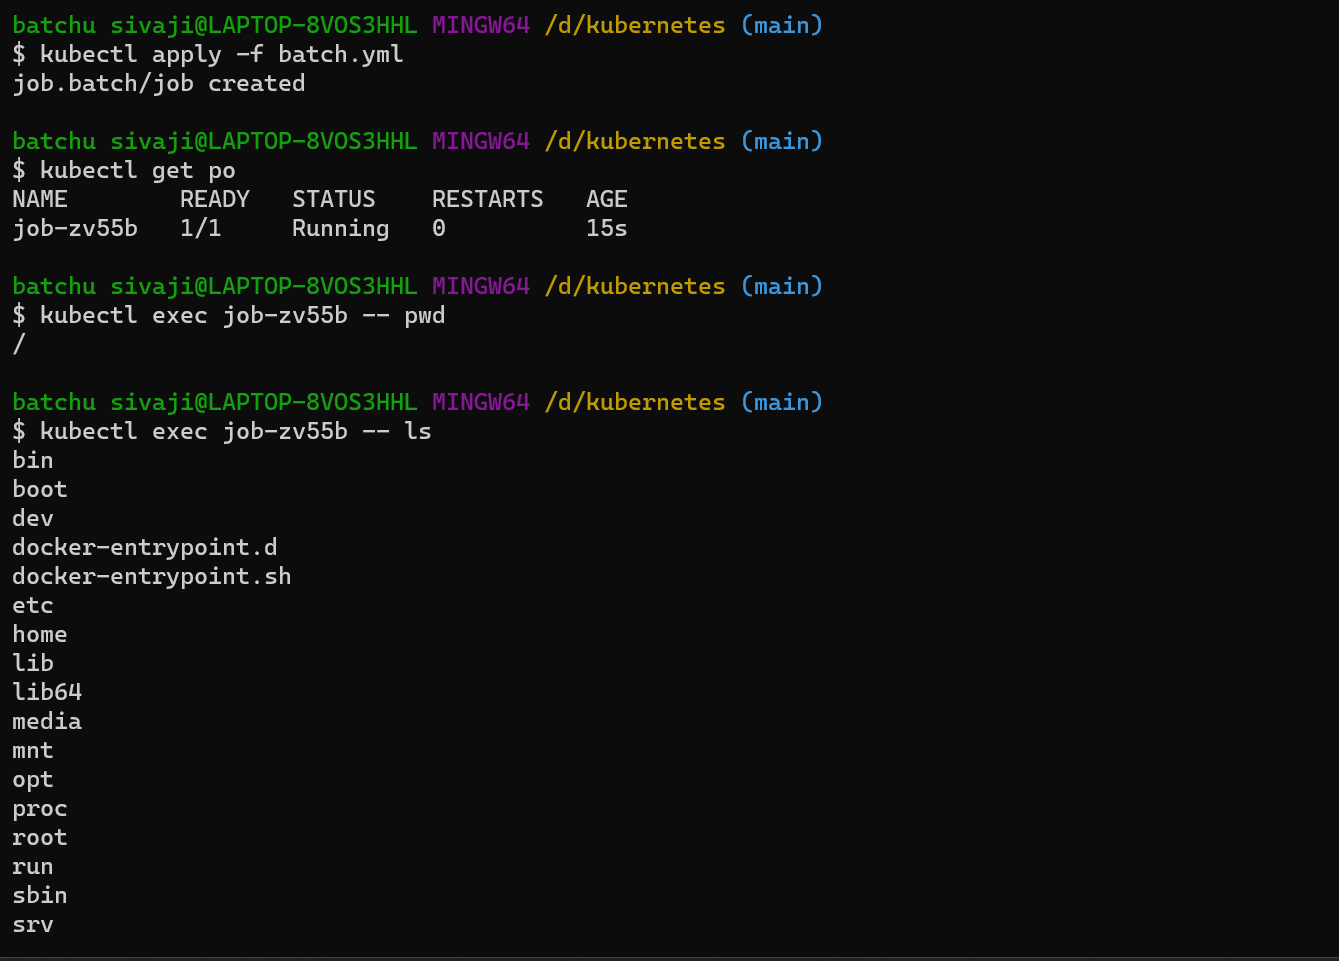 batchu sivaji@LAPTOP-8VOS3HHL MINGW64 /d/kubernetes (main)
$ kubectl apply -f batch.yml
job.batch/job created
batchu sivaji@LAPTOP-8VOS3HHL MINGW64 /d/kubernetes (main)
$ kubectl get po
NAME READY STATUS RESTARTS AGE
job-zv55b 1/1 Running 0 15s
batchu sivaji@LAPTOP-8VOS3HHL MINGW64 /d/kubernetes (main)
$ kubectl exec job-zv55b -- pwd
/
batchu sivaji@LAPTOP-8VOS3HHL MINGW64 /d/kubernetes (main)
$ kubectl exec job-zv55b -- ls
bin
boot
dev
docker-entrypoint.d
docker-entrypoint.sh
etc
home
lib
lib64
media
mnt
opt
proc
root
run
sbin
srv